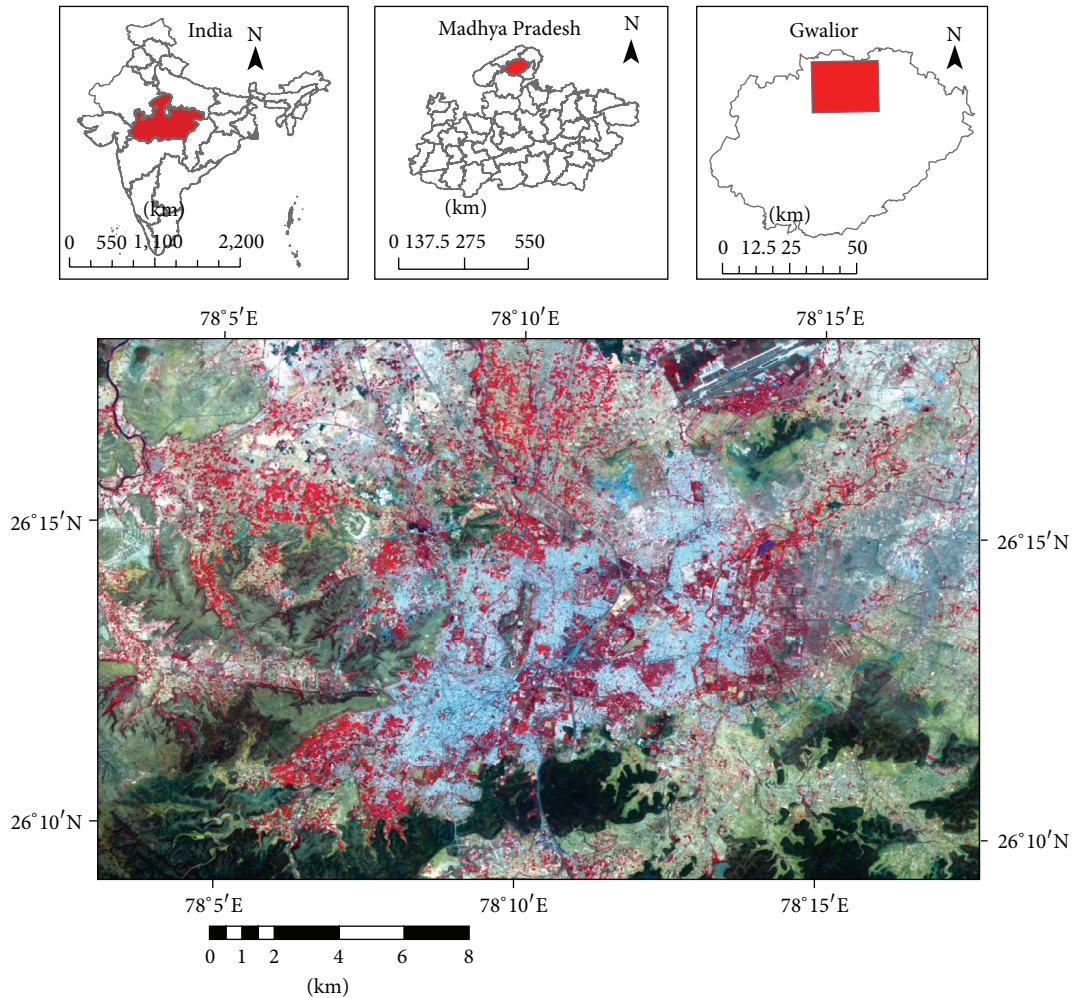 India
N
(km)
0 550 1,100 2,200
Madhya Pradesh
N
(km)
0 137.5 275 550
Gwalior
N
(km)
0 12.5 25 50
78°5′E 78°10′E 78°15′E
26°15′N
26°15′N
26°10′N
26°10′N
78°5′E 78°10′E 78°15′E
0 1 2 4 6 8
(km)